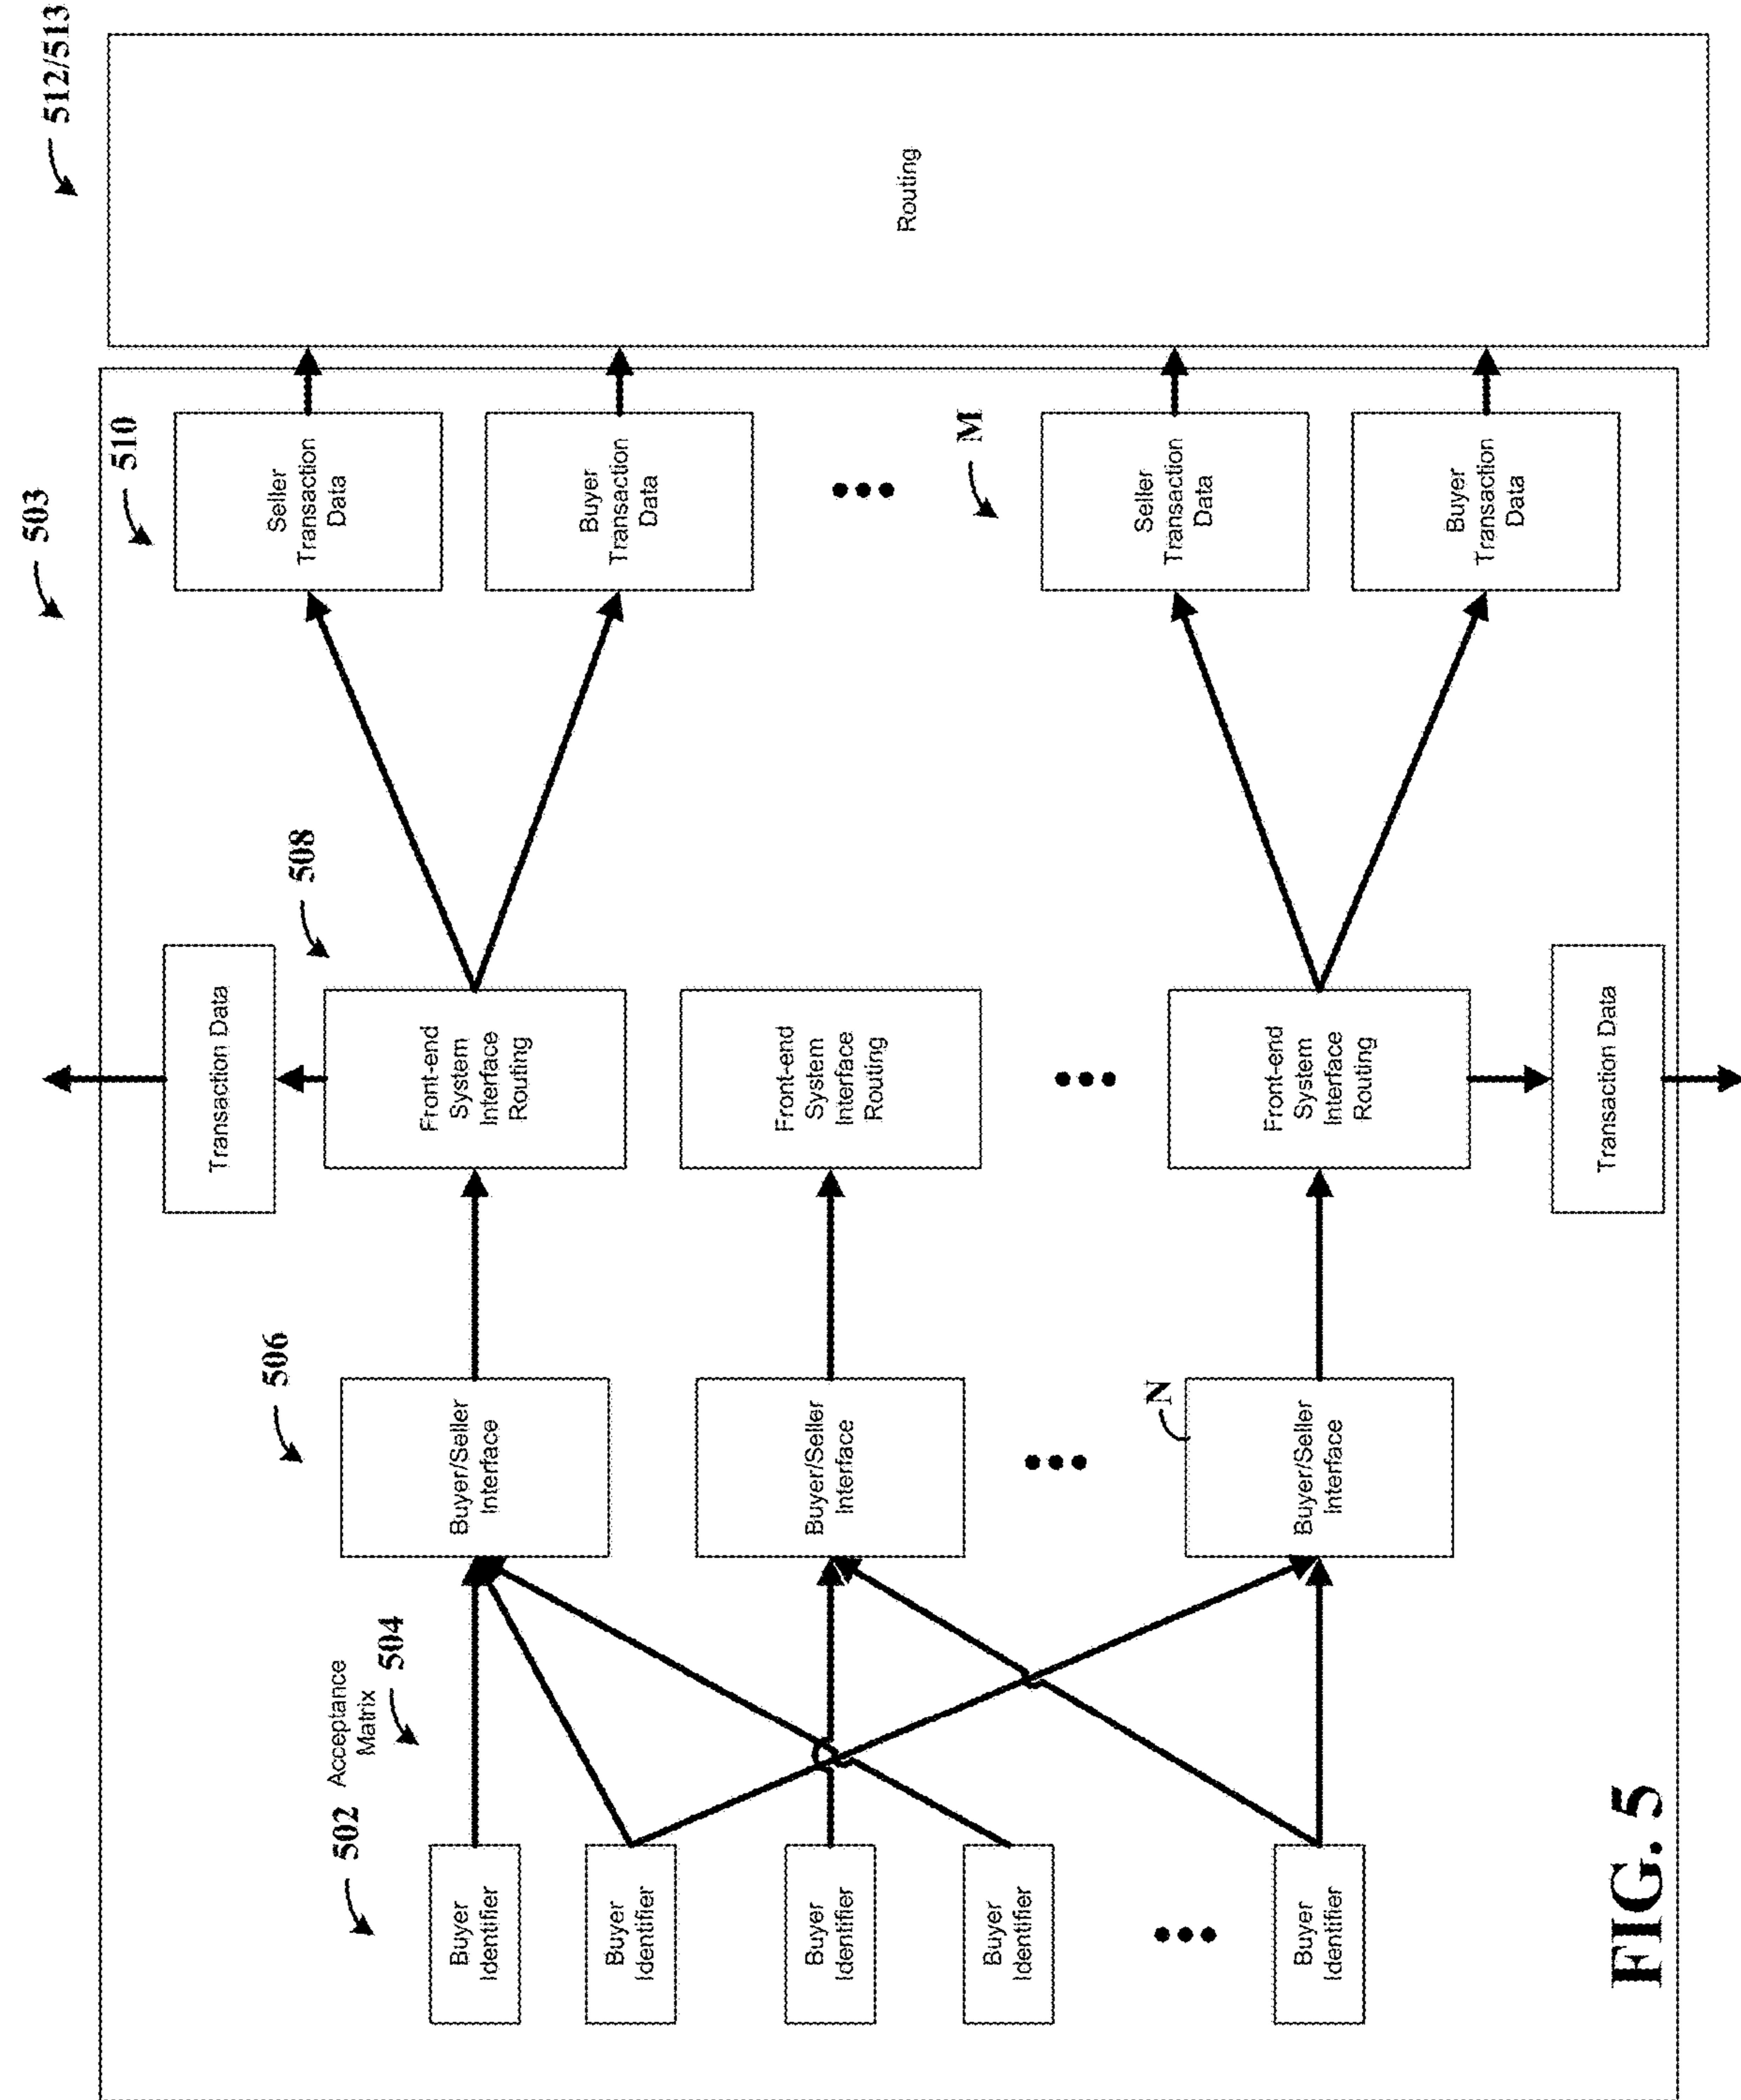 512/513
Routing
503
510
Seller
Transaction
Data
Buyer
Transaction
Data
M
Seller
Transaction
Data
Buyer
Transaction
Data
508
Transaction Data
Front-end
System
Interface
Routing
Front-end
System
Interface
Routing
Front-end
System
Interface
Routing
Transaction Data
506
Buyer/Seller
Interface
Buyer/Seller
Interface
N
Buyer/Seller
Interface
Acceptance
Matrix
504
502
Buyer
Identifier
Buyer
Identifier
Buyer
Identifier
Buyer
Identifier
Buyer
Identifier
FIG. 5